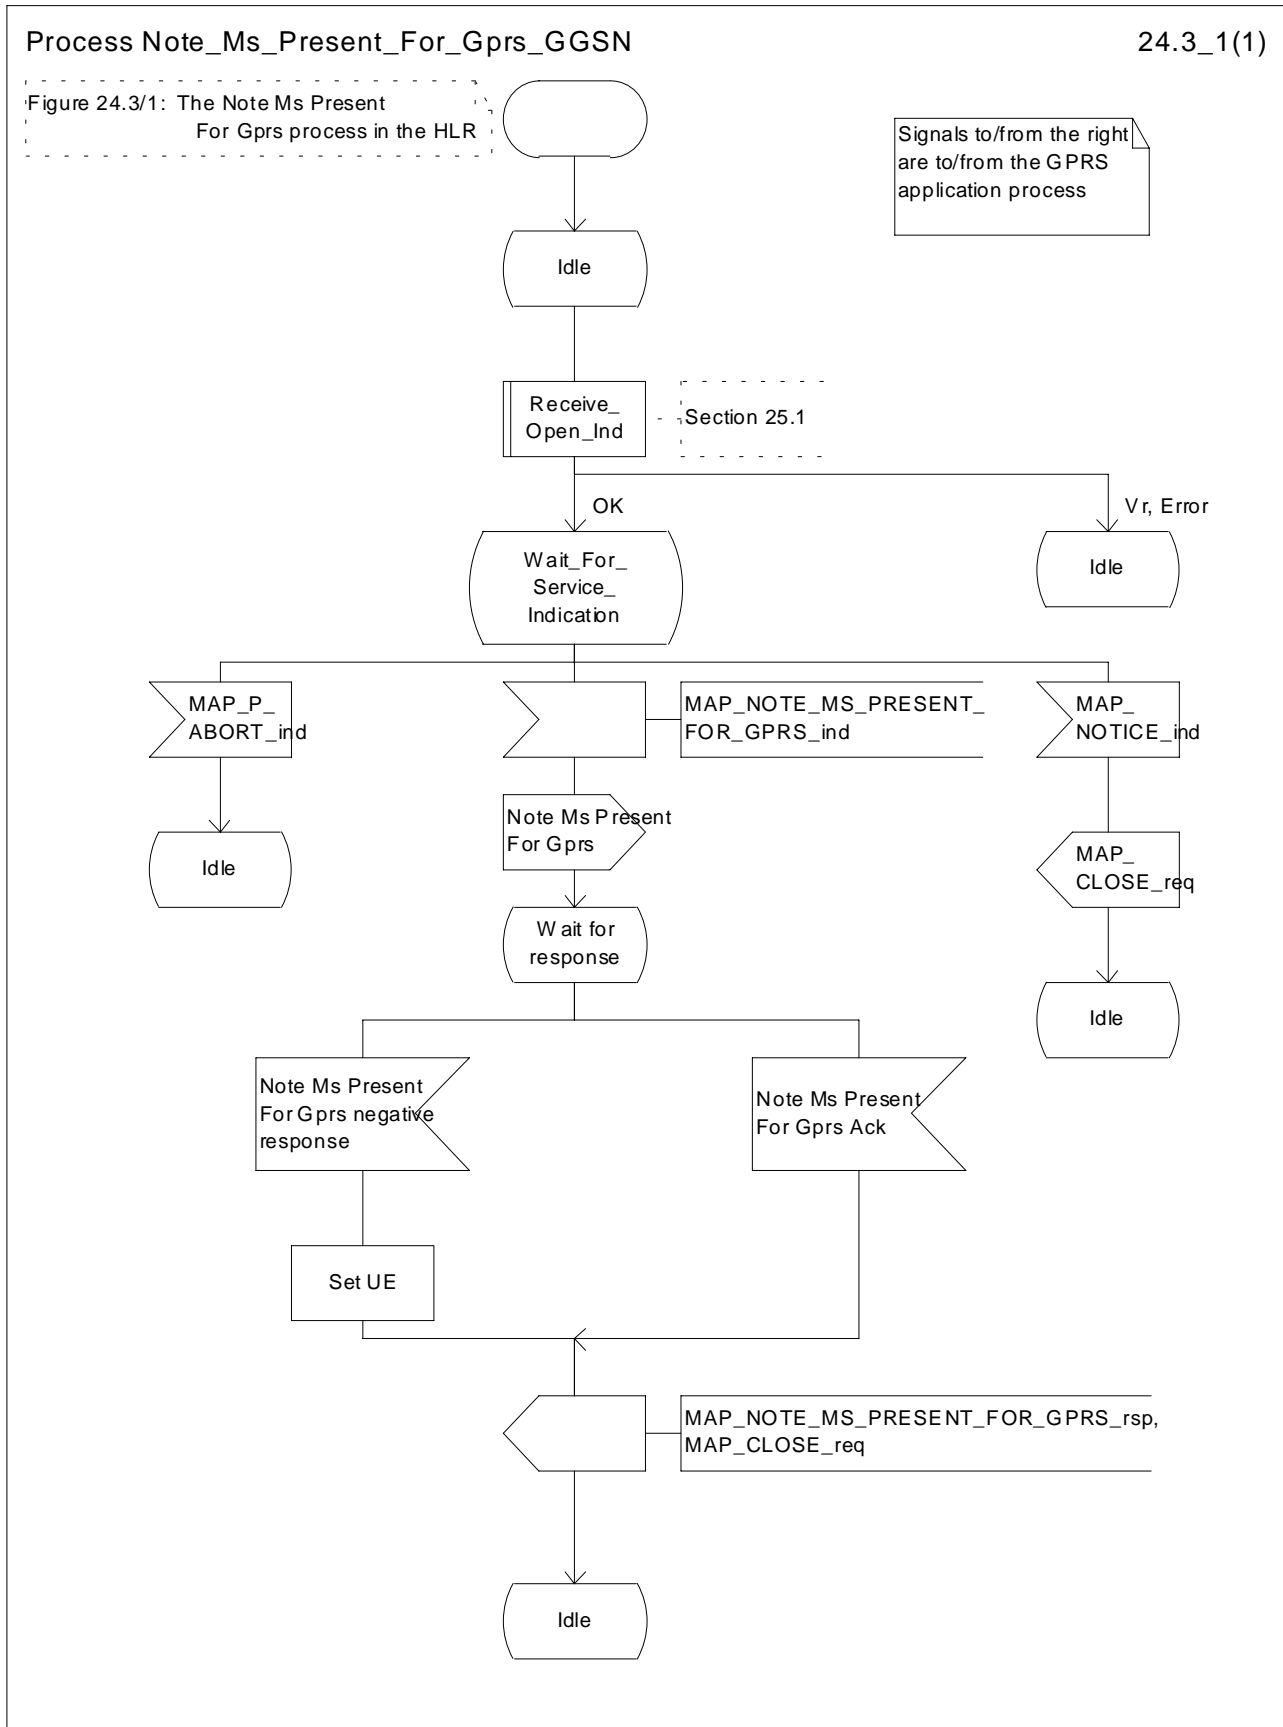 Process Note_Ms_Present_For_Gprs_GGSN
24.3_1(1)
Figure 24.3/1: The Note Ms Present
For Gprs process in the HLR
Signals to/from the right
are to/from the GPRS
application process
Idle
Receive_
Open_Ind
Section 25.1
OK
Vr, Error
Wait_For_
Service_
Indication
Idle
MAP_P_
ABORT_ind
MAP_NOTE_MS_PRESENT_
FOR_GPRS_ind
MAP_
NOTICE_ind
Note Ms Present
For Gprs
Idle
MAP_
CLOSE_req
Wait for
response
Idle
Note Ms Present
For Gprs negative
response
Note Ms Present
For Gprs Ack
Set UE
MAP_NOTE_MS_PRESENT_FOR_GPRS_rsp,
MAP_CLOSE_req
Idle